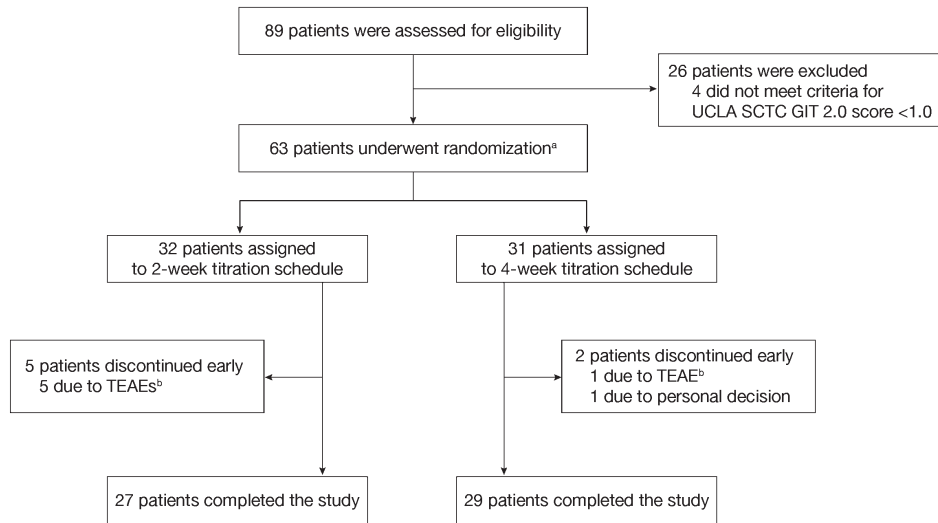 89 patients were assessed for eligibility
26 patients were excluded
4 did not meet criteria for
UCLA SCTC GIT 2.0 score <1.0
63 patients underwent randomizationᵃ
32 patients assigned
to 2-week titration schedule
31 patients assigned
to 4-week titration schedule
5 patients discontinued early
5 due to TEAEsᵇ
2 patients discontinued early
1 due to TEAEᵇ
1 due to personal decision
27 patients completed the study
29 patients completed the study